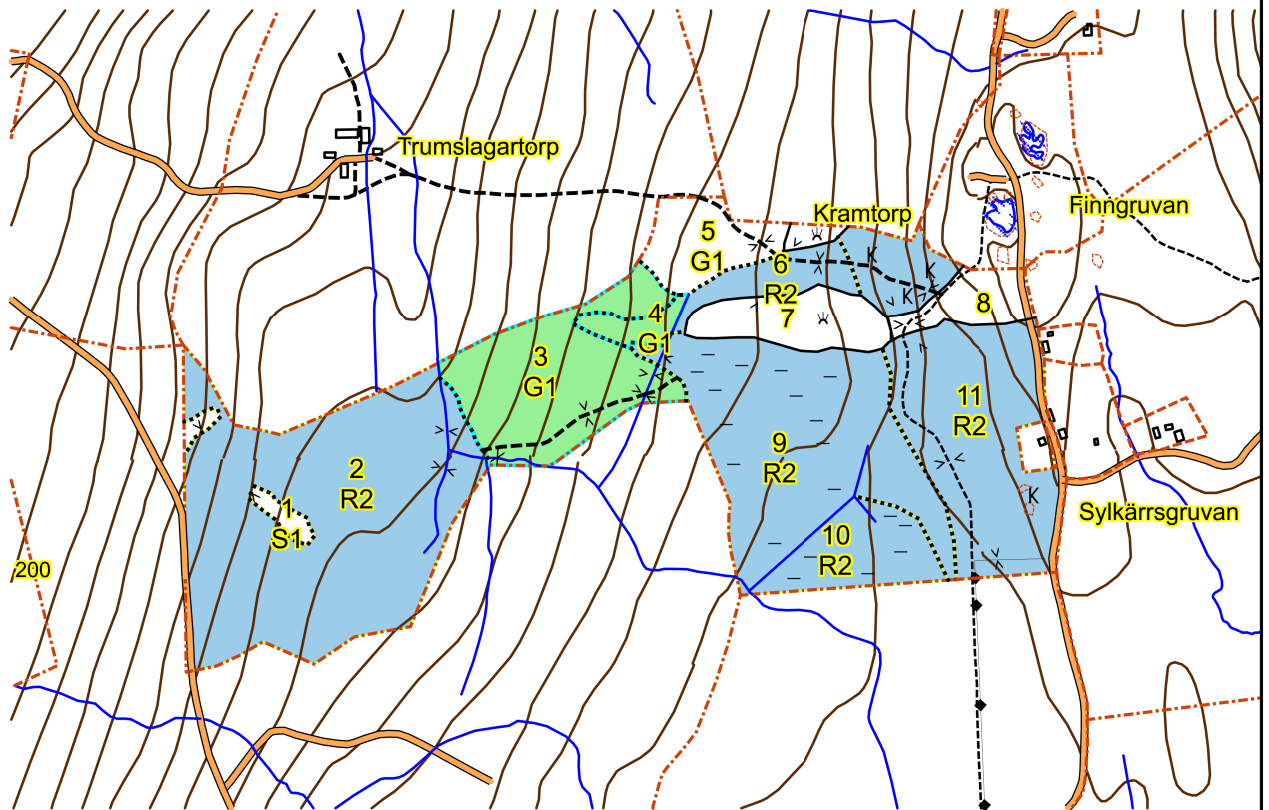 Trumslagartorp
Kramtorp
Finngruvan
5
G1
K
K
K
6
R2
7
8
4
G1
3
G1
11
R2
2
R2
9
R2
1
S1
K
Sylkärrsgruvan
10
R2
200